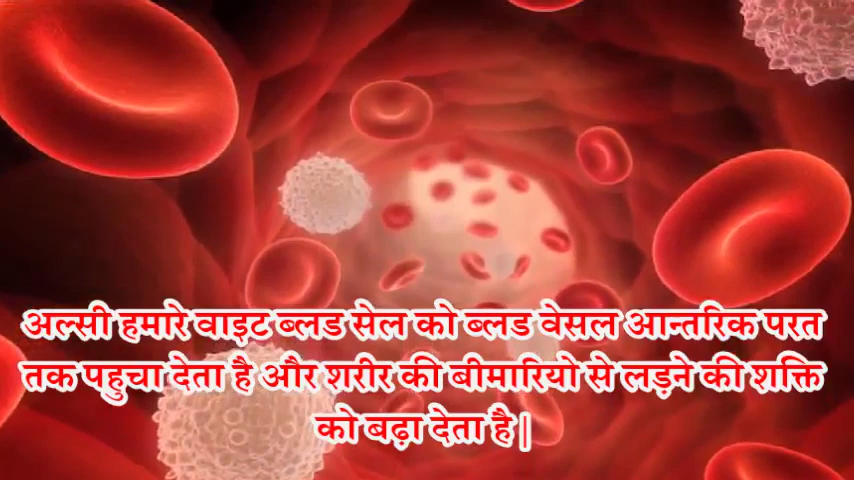 अल्सी हमारे वाइट ब्लड सेल को ब्लड वेसल आन्तरिक परत
तक पहुचा देता है और शरीर की बीमारियो से लड़ने की शक्ति
को बढ़ा देता है |